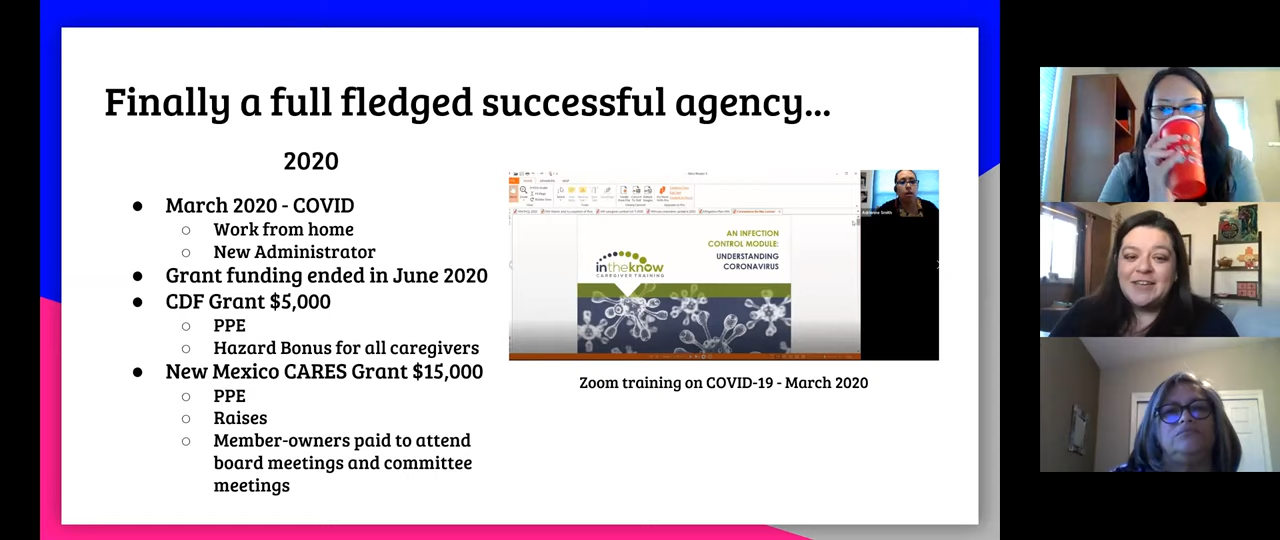 Finally a full fledged successful agency...
2020
● March 2020 - COVID
○ Work from home
○ New Administrator
● Grant funding ended in June 2020
● CDF Grant $5,000
○ PPE
○ Hazard Bonus for all caregivers
● New Mexico CARES Grant $15,000
○ PPE
○ Raises
○ Member-owners paid to attend
board meetings and committee
meetings
AN INFECTION
CONTROL MODULE:
UNDERSTANDING
CORONAVIRUS
intheknow
CAREGIVER TRAINING
Adrianne Smith
Zoom training on COVID-19 - March 2020